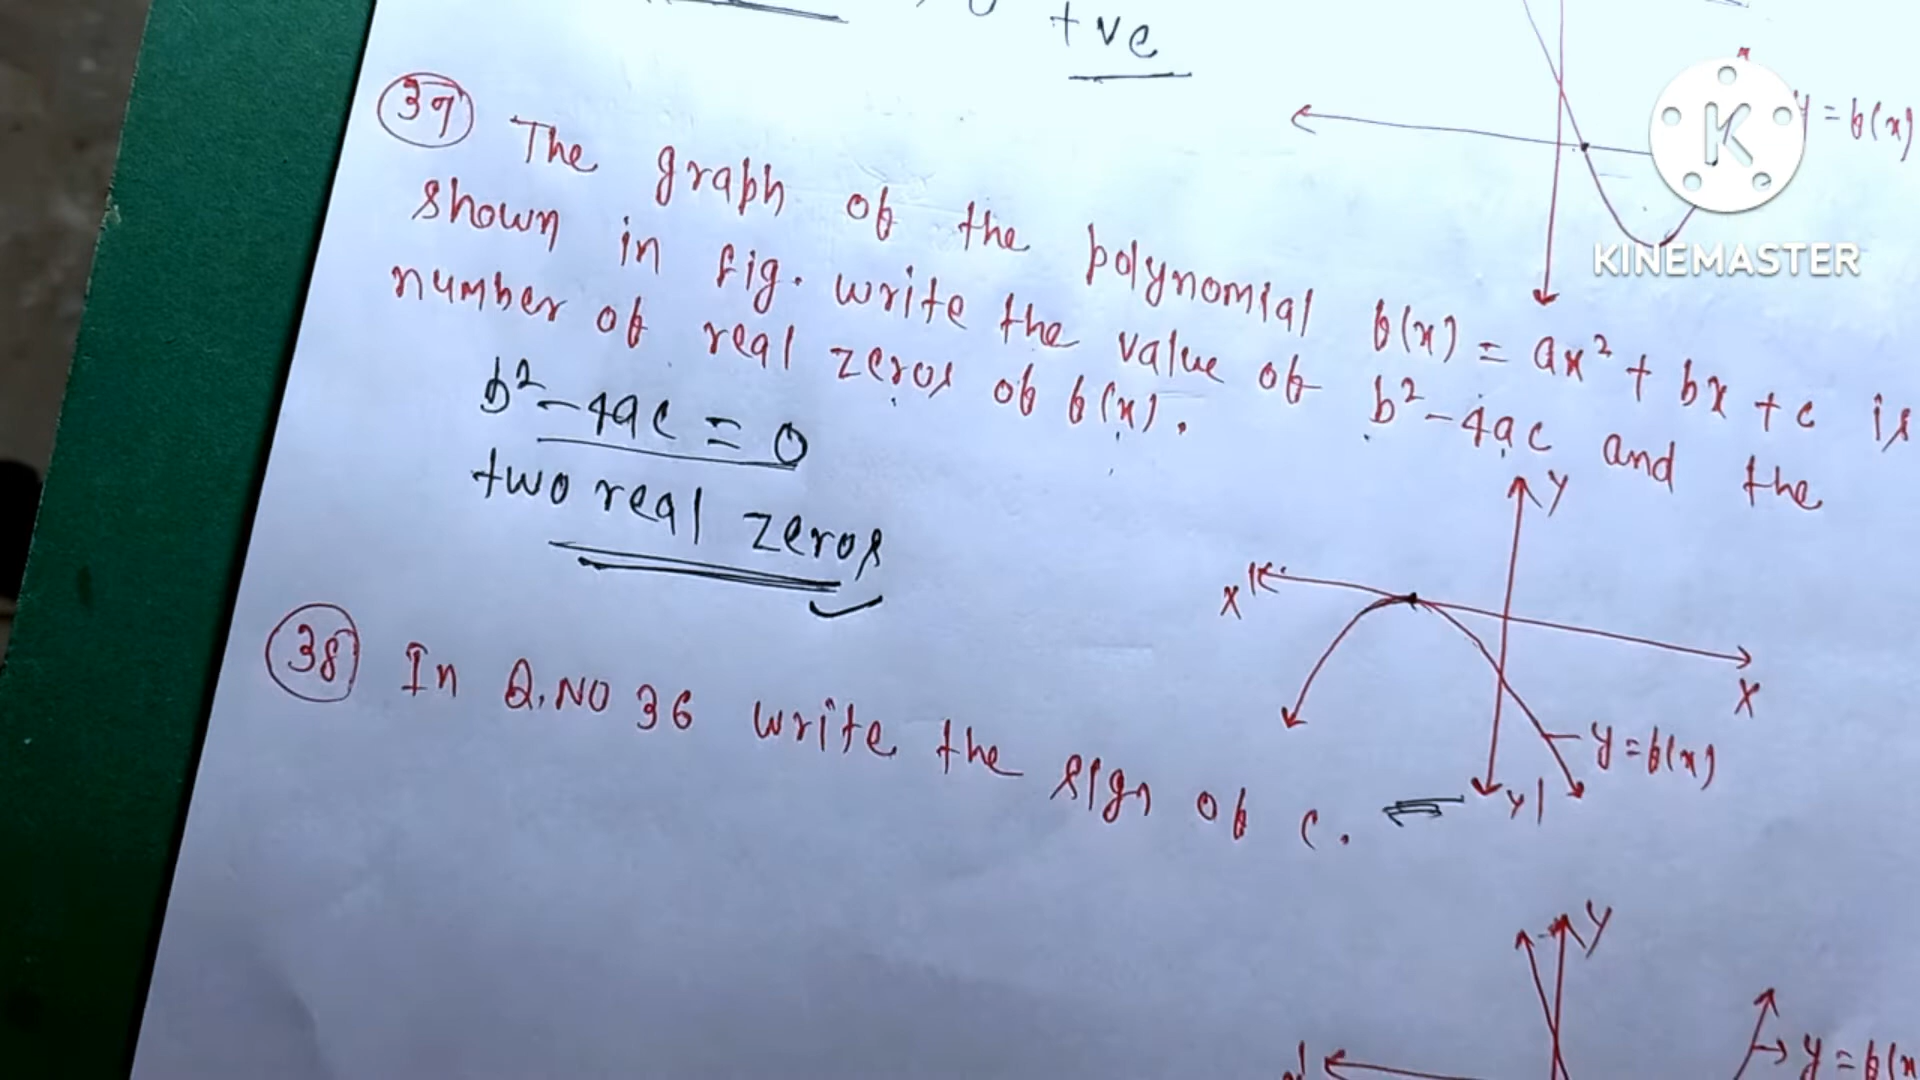 +ve
y = f(x)
KINEMASTER
37 The graph of the polynomial f(x) = ax² + bx + c is
shown in fig. write the value of b² - 4ac and the
number of real zeros of f(x).
b² - 4ac = 0
two real zeros
Y
X'
X
y = f(x)
Y'
38 In Q.NO 36 write the sign of c.
Y
y = f(x